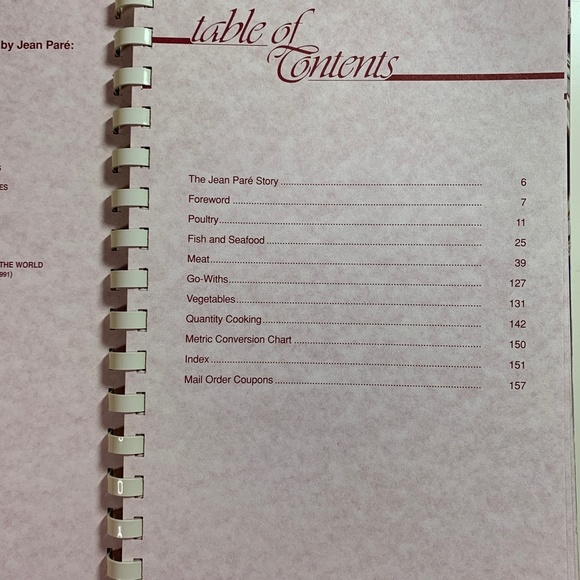 by Jean Paré:
THE WORLD
table of
Contents
The Jean Paré Story 6
Foreword 7
Poultry 11
Fish and Seafood 25
Meat 39
Go-Withs 127
Vegetables 131
Quantity Cooking 142
Metric Conversion Chart 150
Index 151
Mail Order Coupons 157